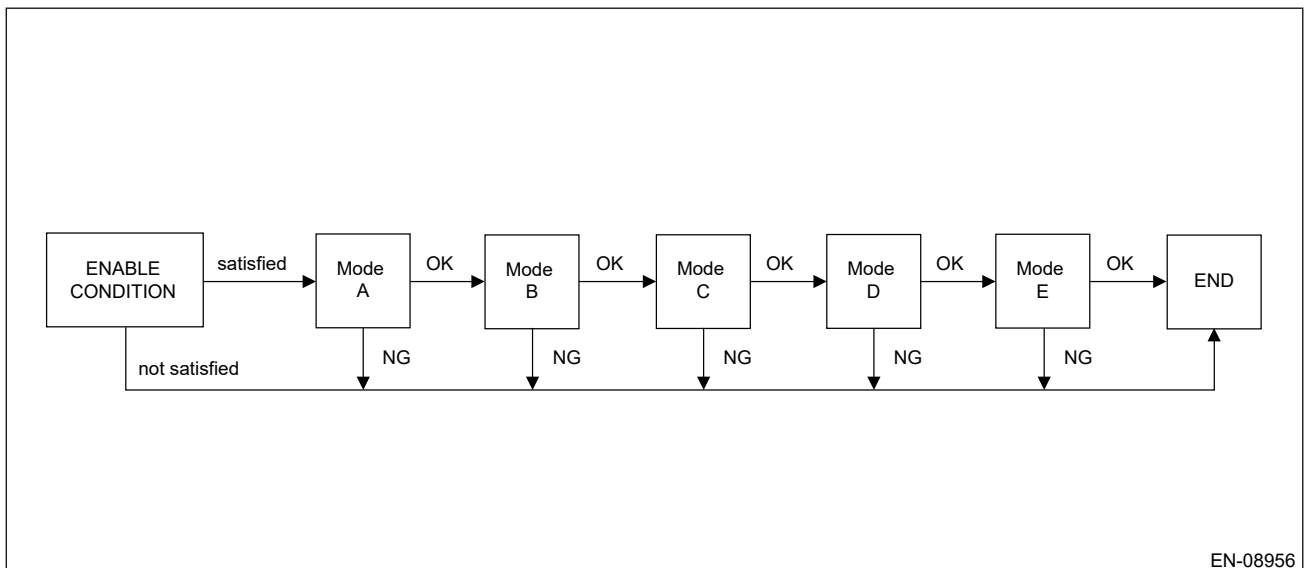 ENABLE
CONDITION
satisfied
Mode
A
OK
Mode
B
OK
Mode
C
OK
Mode
D
OK
Mode
E
OK
END
not satisfied
NG
NG
NG
NG
NG
EN-08956